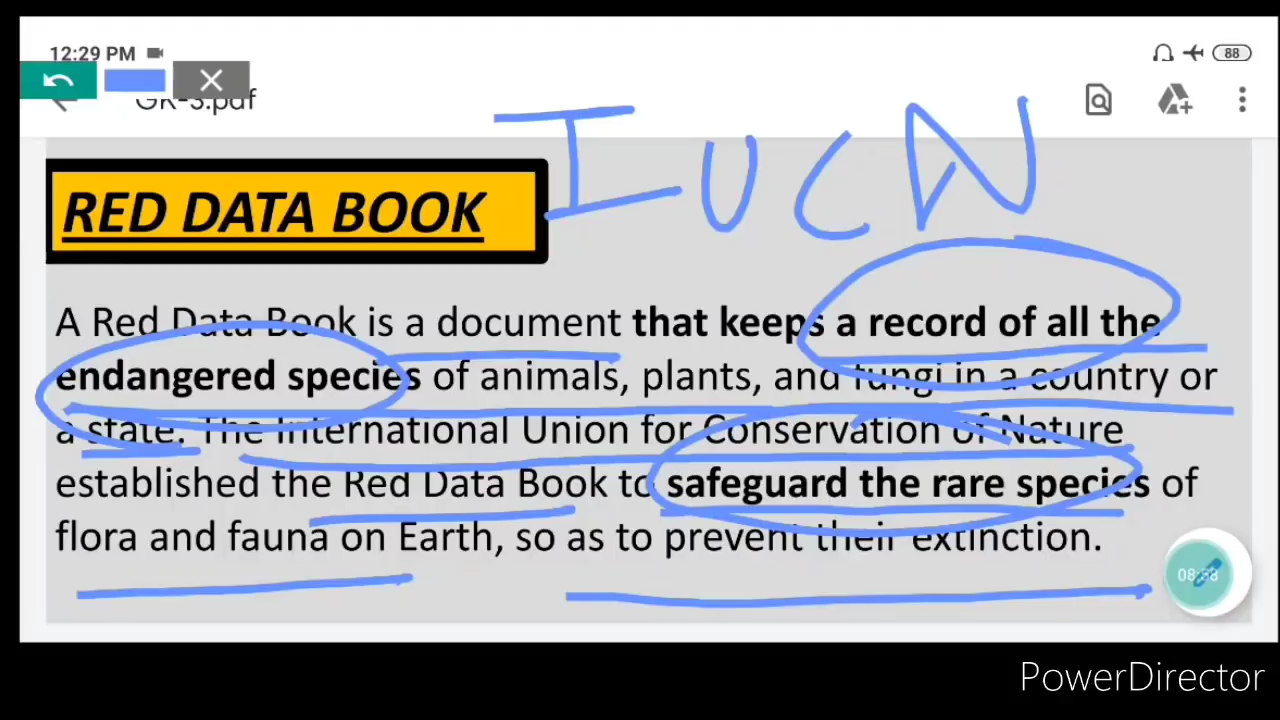 12:29 PM
88
GK-3.pdf
IUCN
RED DATA BOOK
A Red Data Book is a document that keeps a record of all the
endangered species of animals, plants, and fungi in a country or
a state. The International Union for Conservation of Nature
established the Red Data Book to safeguard the rare species of
flora and fauna on Earth, so as to prevent their extinction.
PowerDirector